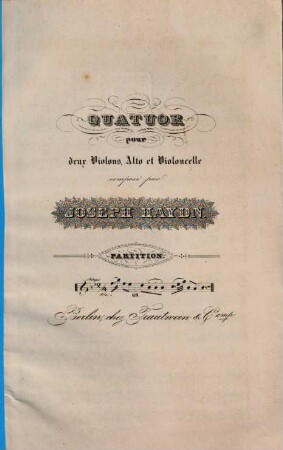 QUATUOR
pour
deux Violons, Alto et Violoncelle
composé par
JOSEPH HAYDN.
PARTITION.
Berlin, chez Trautwein & Comp.